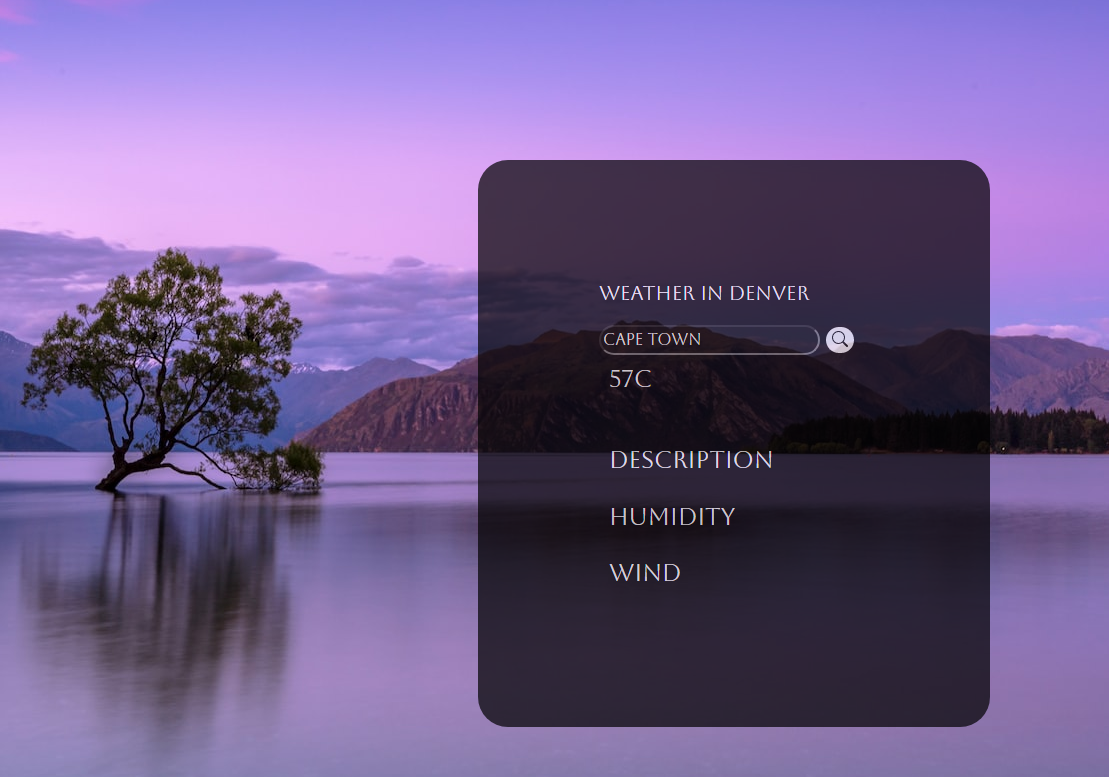 WEATHER IN DENVER
CAPE TOWN
57C
DESCRIPTION
HUMIDITY
WIND